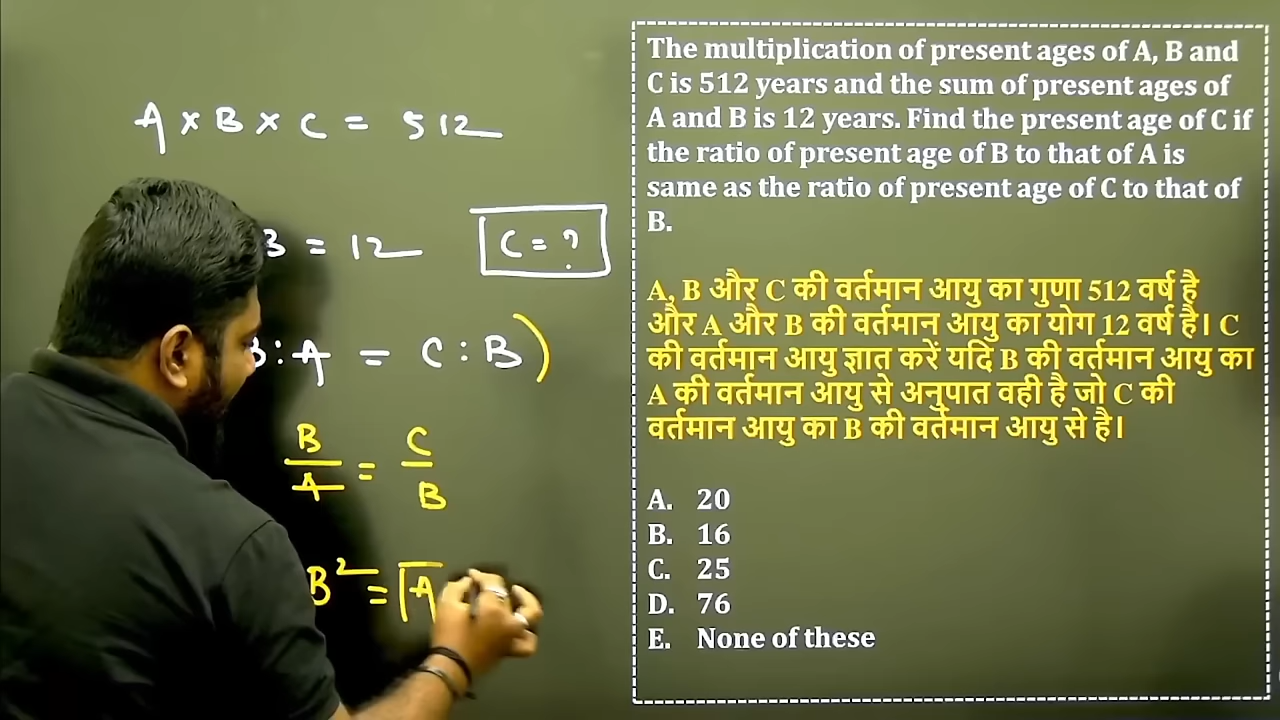 A × B × C = 512
B = 12
C = ?
B : A = C : B )
B/A = C/B
B² = A
The multiplication of present ages of A, B and
C is 512 years and the sum of present ages of
A and B is 12 years. Find the present age of C if
the ratio of present age of B to that of A is
same as the ratio of present age of C to that of
B.
A, B और C की वर्तमान आयु का गुणा 512 वर्ष है
और A और B की वर्तमान आयु का योग 12 वर्ष है। C
की वर्तमान आयु ज्ञात करें यदि B की वर्तमान आयु का
A की वर्तमान आयु से अनुपात वही है जो C की
वर्तमान आयु का B की वर्तमान आयु से है।
A. 20
B. 16
C. 25
D. 76
E. None of these